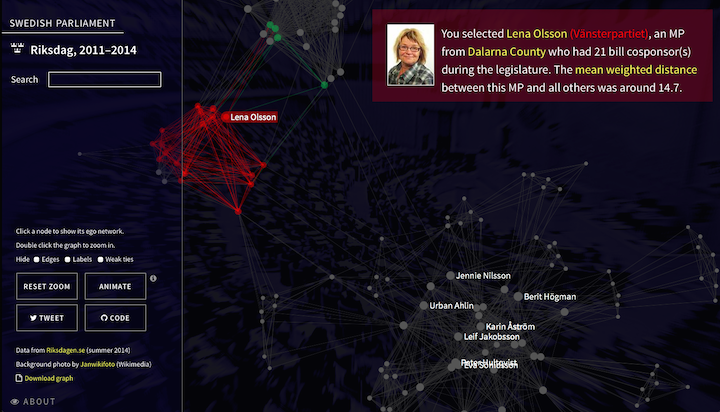 SWEDISH PARLIAMENT
Riksdag, 2011–2014
Search
You selected Lena Olsson (Vänsterpartiet), an MP
from Dalarna County who had 21 bill cosponsor(s)
during the legislature. The mean weighted distance
between this MP and all others was around 14.7.
Lena Olsson
Click a node to show its ego network.
Double click the graph to zoom in.
Hide Edges Labels Weak ties
RESET ZOOM ANIMATE
TWEET CODE
Data from Riksdagen.se (summer 2014)
Background photo by Janwikifoto (Wikimedia)
Download graph
ABOUT
Jennie Nilsson
Berit Högman
Urban Ahlin
Karin Åström
Leif Jakobsson
Peter Hultqvist